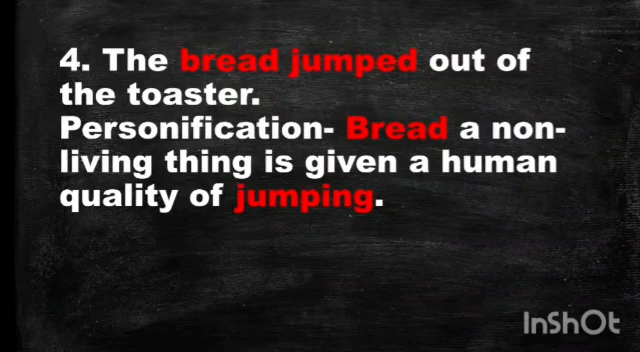 4. The bread jumped out of
the toaster.
Personification- Bread a non-
living thing is given a human
quality of jumping.
InShOt